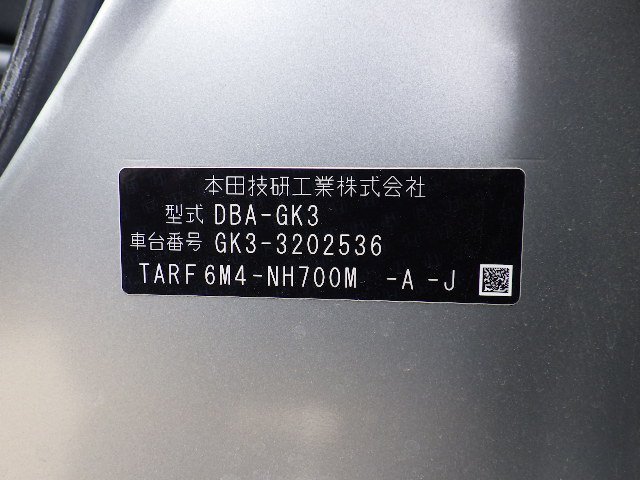 本田技研工業株式会社
型式 DBA-GK3
車台番号 GK3-3202536
TARF6M4-NH700M -A -J